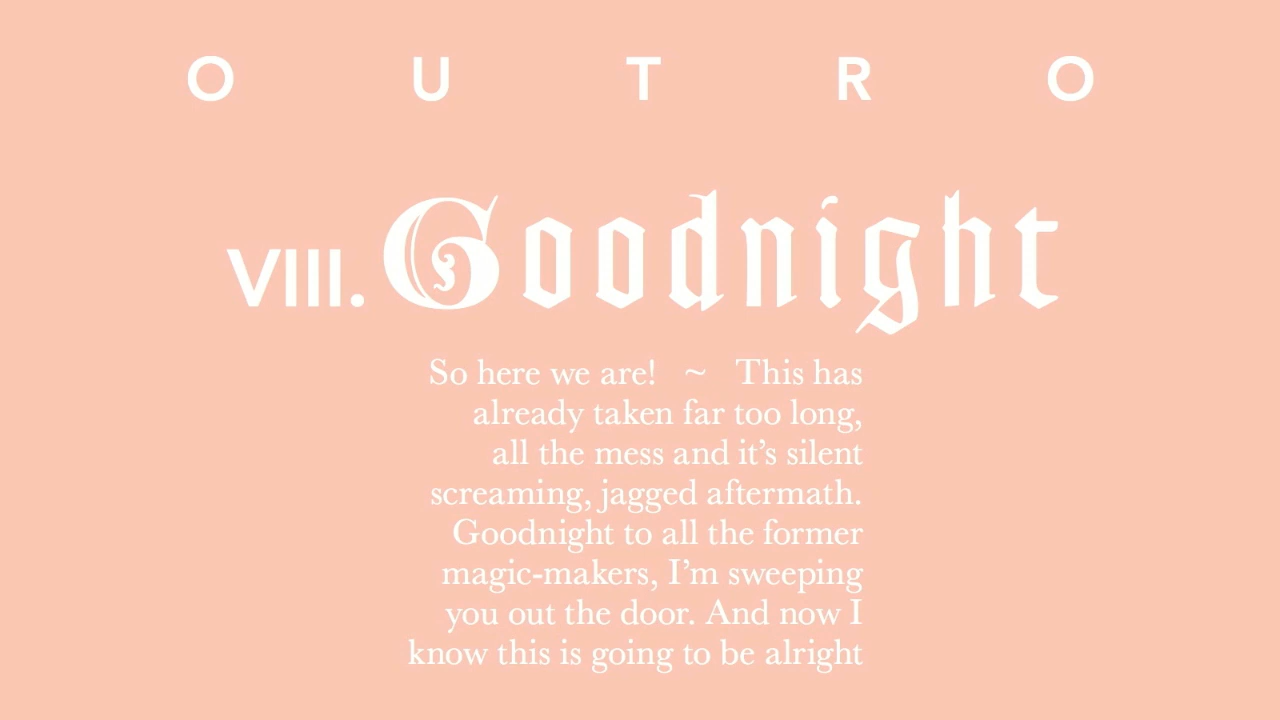 OUTRO
VIII. Goodnight
So here we are! ~ This has
already taken far too long,
all the mess and it’s silent
screaming, jagged aftermath.
Goodnight to all the former
magic-makers, I’m sweeping
you out the door. And now I
know this is going to be alright